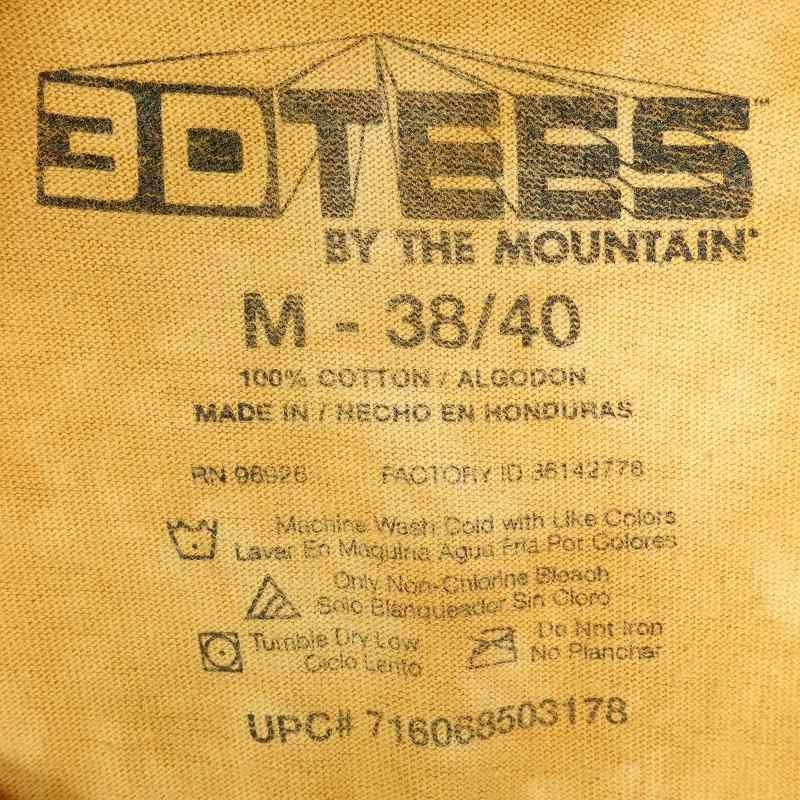 3DTEES™
BY THE MOUNTAIN®
M - 38/40
100% COTTON / ALGODON
MADE IN / HECHO EN HONDURAS
RN 96926 FACTORY ID 36142778
Machine Wash Cold with Like Colors
Lavar En Maquina Agua Fria Por Colores
Only Non-Chlorine Bleach
Solo Blanqueador Sin Cloro
Tumble Dry Low
Ciclo Lento
Do Not Iron
No Planchar
UPC# 716068503178